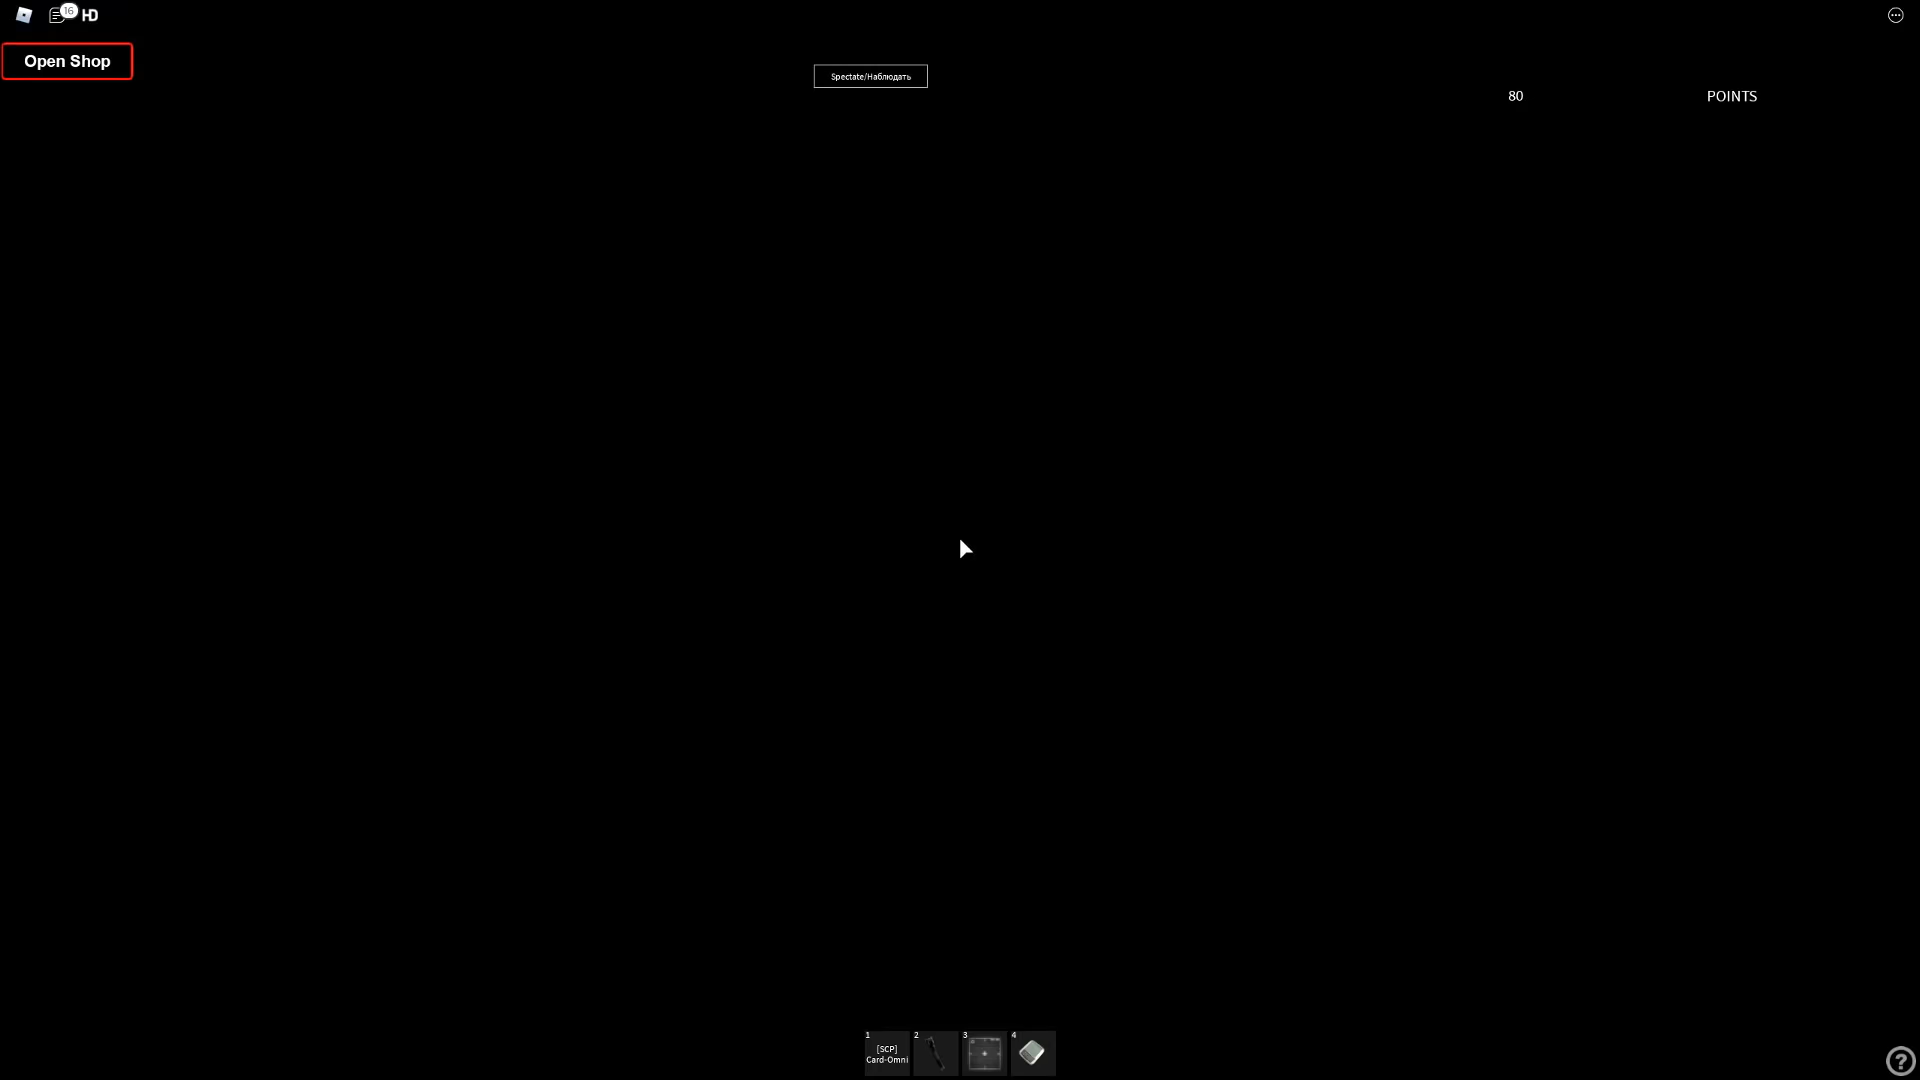 16
HD
Open Shop
Spectate/Наблюдать
80 POINTS
1
[SCP]
Card-Omni
2
3
4
?